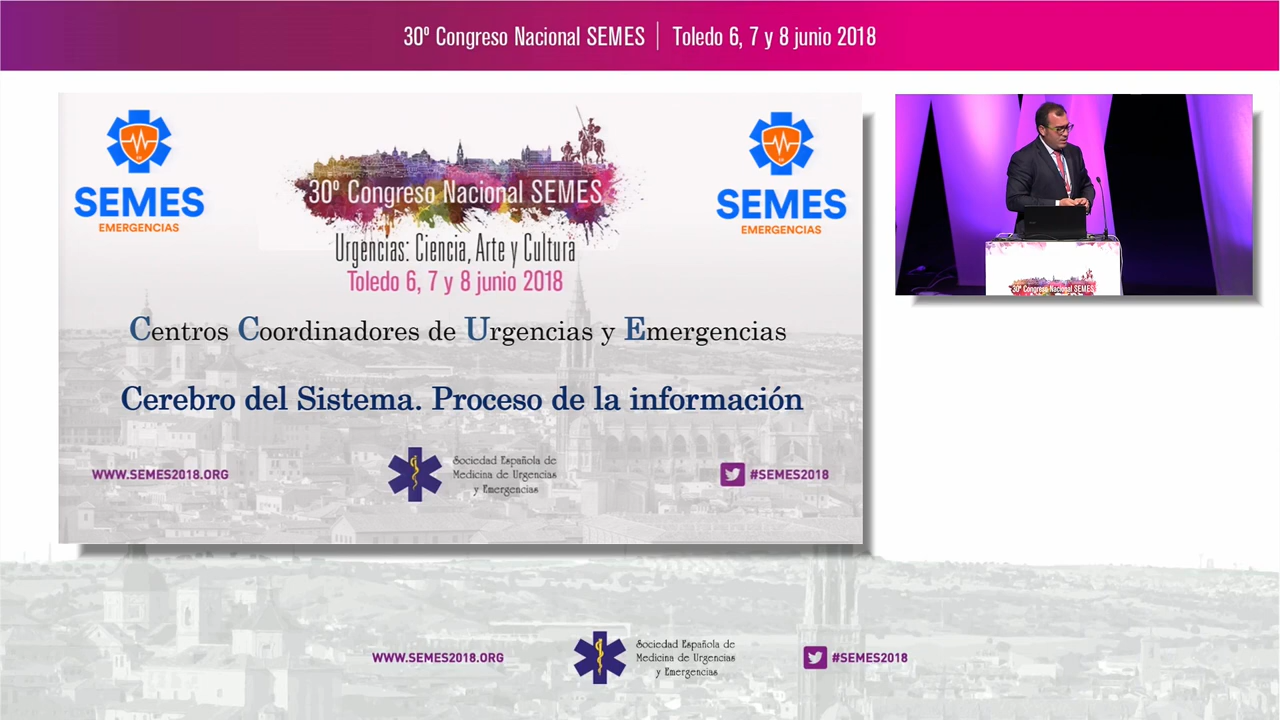 30º Congreso Nacional SEMES | Toledo 6, 7 y 8 junio 2018
SEMES
EMERGENCIAS
30º Congreso Nacional SEMES
Urgencias: Ciencia, Arte y Cultura
Toledo 6, 7 y 8 junio 2018
SEMES
EMERGENCIAS
Centros Coordinadores de Urgencias y Emergencias
Cerebro del Sistema. Proceso de la información
WWW.SEMES2018.ORG
Sociedad Española de
Medicina de Urgencias
y Emergencias
#SEMES2018
30º Congreso Nacional SEMES
WWW.SEMES2018.ORG
Sociedad Española de
Medicina de Urgencias
y Emergencias
#SEMES2018